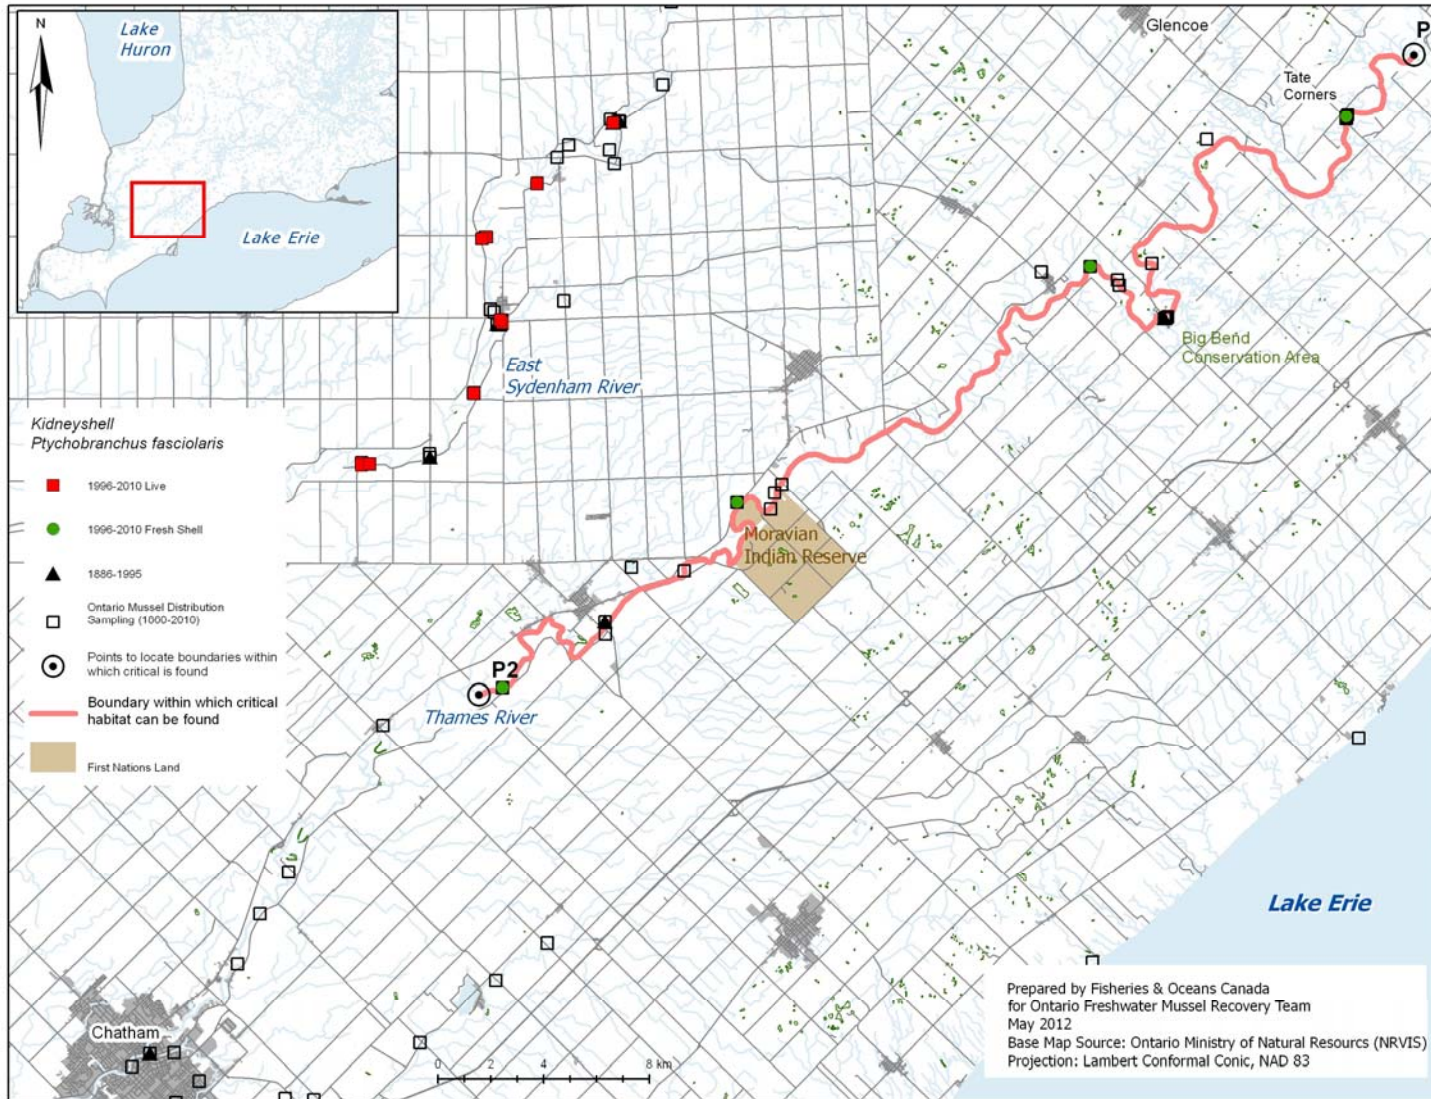 N
Lake
Huron
Lake Erie
Glencoe
P
Tate
Corners
Big Bend
Conservation Area
East
Sydenham River
Kidneyshell
Ptychobranchus fasciolaris
1996-2010 Live
1996-2010 Fresh Shell
1886-1995
Ontario Mussel Distribution
Sampling (1000-2010)
Points to locate boundaries within
which critical is found
Boundary within which critical
habitat can be found
First Nations Land
Moravian
Indian Reserve
P2
Thames River
Lake Erie
Chatham
0 2 4 8 km
Prepared by Fisheries & Oceans Canada
for Ontario Freshwater Mussel Recovery Team
May 2012
Base Map Source: Ontario Ministry of Natural Resourcs (NRVIS)
Projection: Lambert Conformal Conic, NAD 83